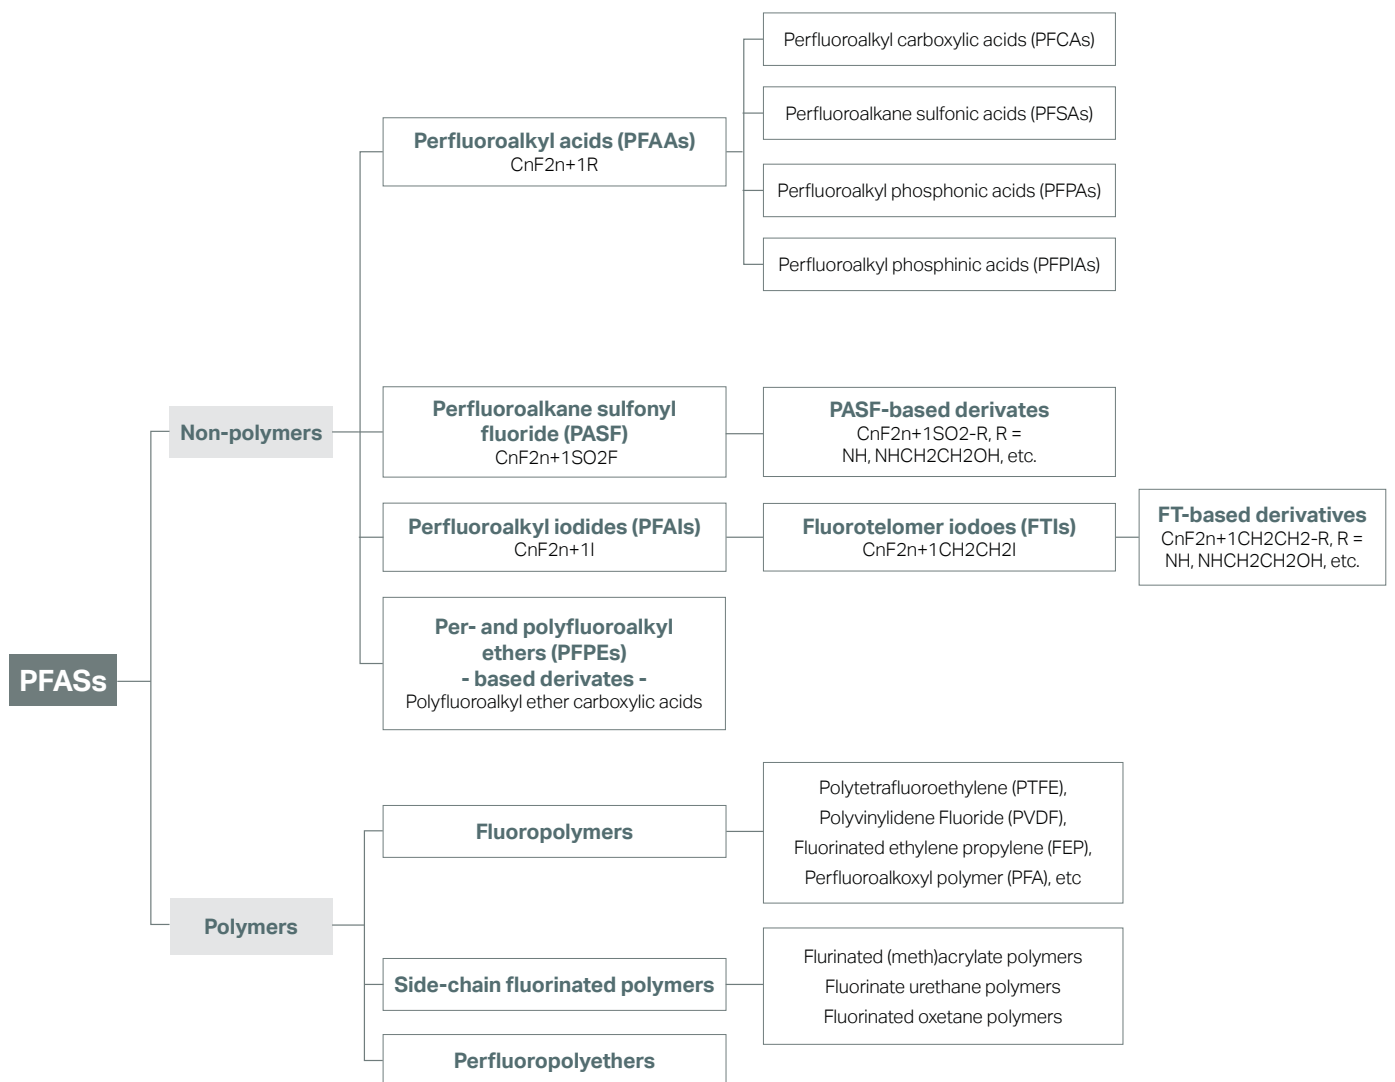 Perfluoroalkyl carboxylic acids (PFCAs)
Perfluoroalkane sulfonic acids (PFSAs)
Perfluoroalkyl acids (PFAAs)
CnF2n+1R
Perfluoroalkyl phosphonic acids (PFPAs)
Perfluoroalkyl phosphinic acids (PFPIAs)
Non-polymers
Perfluoroalkane sulfonyl
fluoride (PASF)
CnF2n+1SO2F
PASF-based derivates
CnF2n+1SO2-R, R =
NH, NHCH2CH2OH, etc.
Perfluoroalkyl iodides (PFAIs)
CnF2n+1I
Fluorotelomer iodoes (FTIs)
CnF2n+1CH2CH2I
FT-based derivatives
CnF2n+1CH2CH2-R, R =
NH, NHCH2CH2OH, etc.
Per- and polyfluoroalkyl
ethers (PFPEs)
- based derivates -
Polyfluoroalkyl ether carboxylic acids
PFASs
Fluoropolymers
Polytetrafluoroethylene (PTFE),
Polyvinylidene Fluoride (PVDF),
Fluorinated ethylene propylene (FEP),
Perfluoroalkoxyl polymer (PFA), etc
Polymers
Side-chain fluorinated polymers
Flurinated (meth)acrylate polymers
Fluorinate urethane polymers
Fluorinated oxetane polymers
Perfluoropolyethers